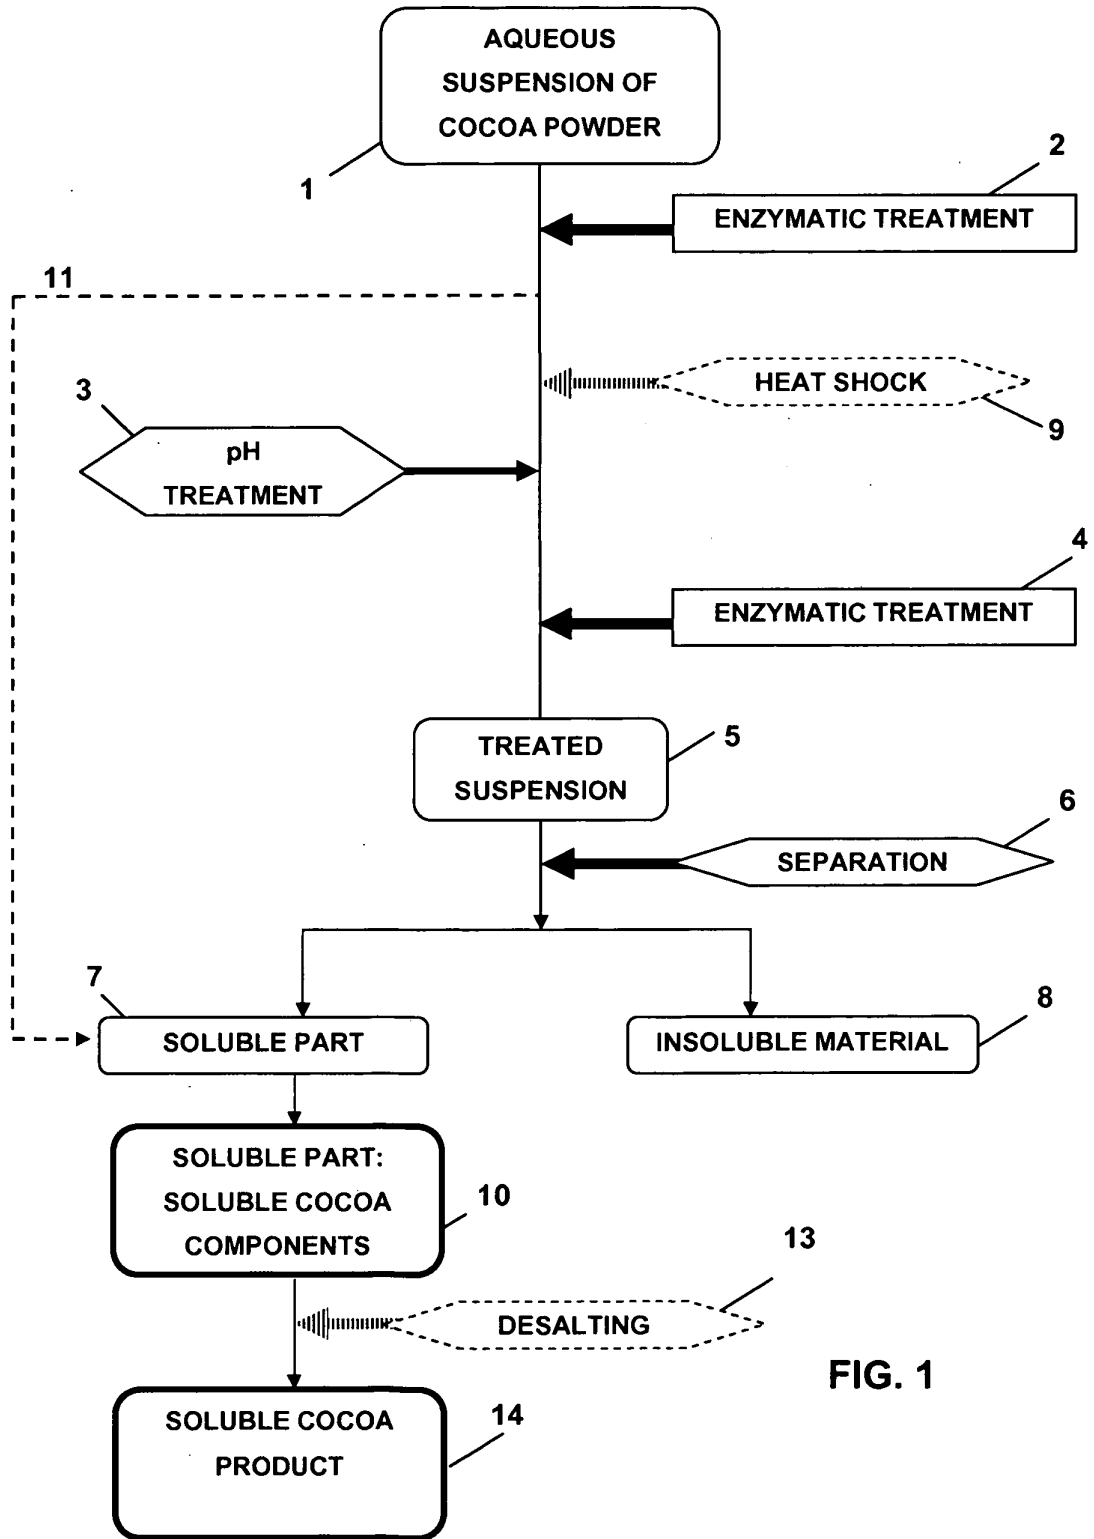 AQUEOUS
SUSPENSION OF
COCOA POWDER
1
2
ENZYMATIC TREATMENT
11
HEAT SHOCK
9
3
pH
TREATMENT
4
ENZYMATIC TREATMENT
TREATED
SUSPENSION
5
6
SEPARATION
7
SOLUBLE PART
8
INSOLUBLE MATERIAL
SOLUBLE PART:
SOLUBLE COCOA
COMPONENTS
10
13
DESALTING
FIG. 1
SOLUBLE COCOA
PRODUCT
14